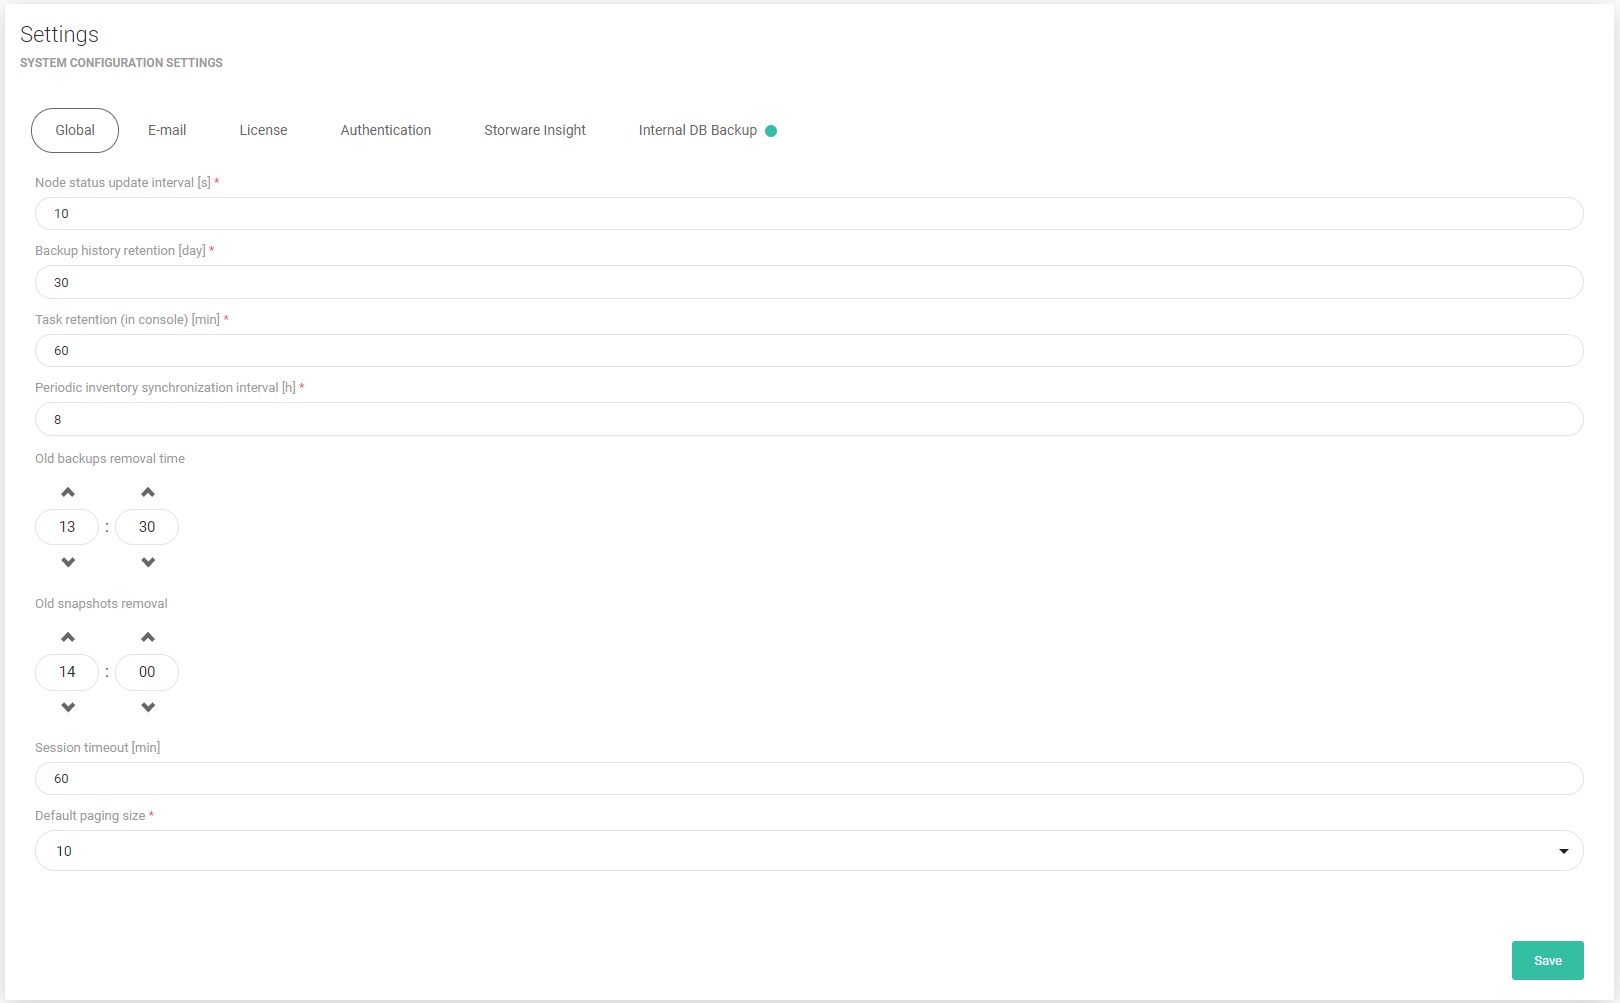 Settings
SYSTEM CONFIGURATION SETTINGS
Global E-mail License Authentication Storware Insight Internal DB Backup
Node status update interval [s] *
10
Backup history retention [day] *
30
Task retention (in console) [min] *
60
Periodic inventory synchronization interval [h] *
8
Old backups removal time
13 : 30
Old snapshots removal
14 : 00
Session timeout [min]
60
Default paging size *
10
Save